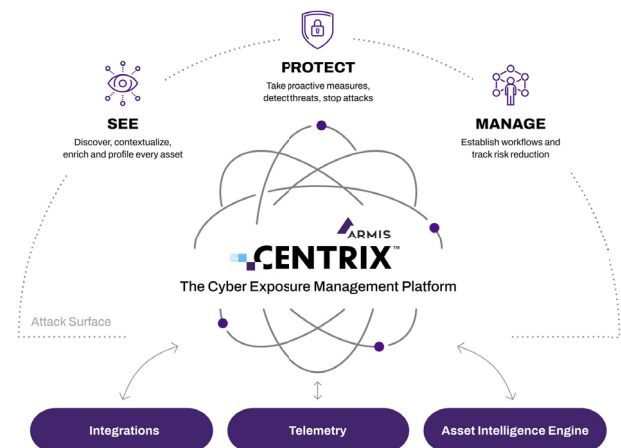 PROTECT
Take proactive measures,
detect threats, stop attacks
SEE
Discover, contextualize,
enrich and profile every asset
MANAGE
Establish workflows and
track risk reduction
ARMIS
CENTRIX™
The Cyber Exposure Management Platform
Attack Surface
Integrations
Telemetry
Asset Intelligence Engine